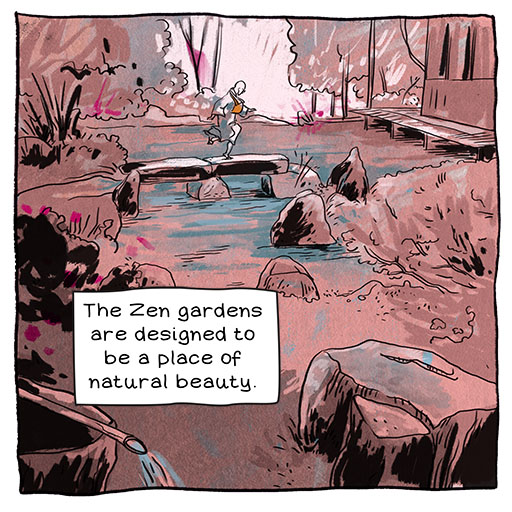 The Zen gardens
are designed to
be a place of
natural beauty.